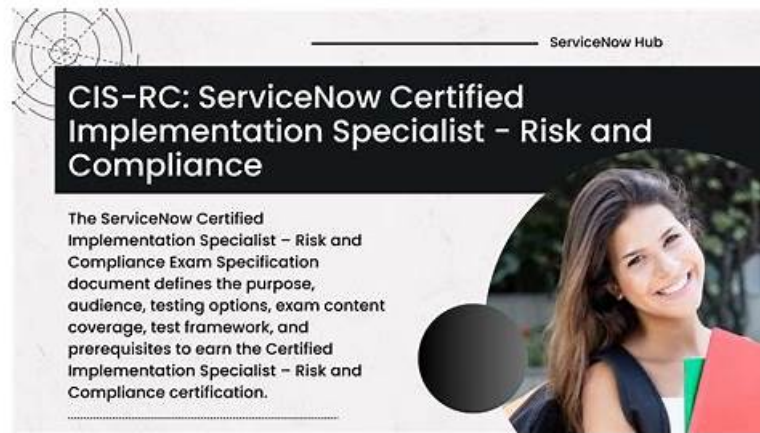 ServiceNow Hub
CIS-RC: ServiceNow Certified
Implementation Specialist - Risk and
Compliance
The ServiceNow Certified
Implementation Specialist – Risk and
Compliance Exam Specification
document defines the purpose,
audience, testing options, exam content
coverage, test framework, and
prerequisites to earn the Certified
Implementation Specialist – Risk and
Compliance certification.